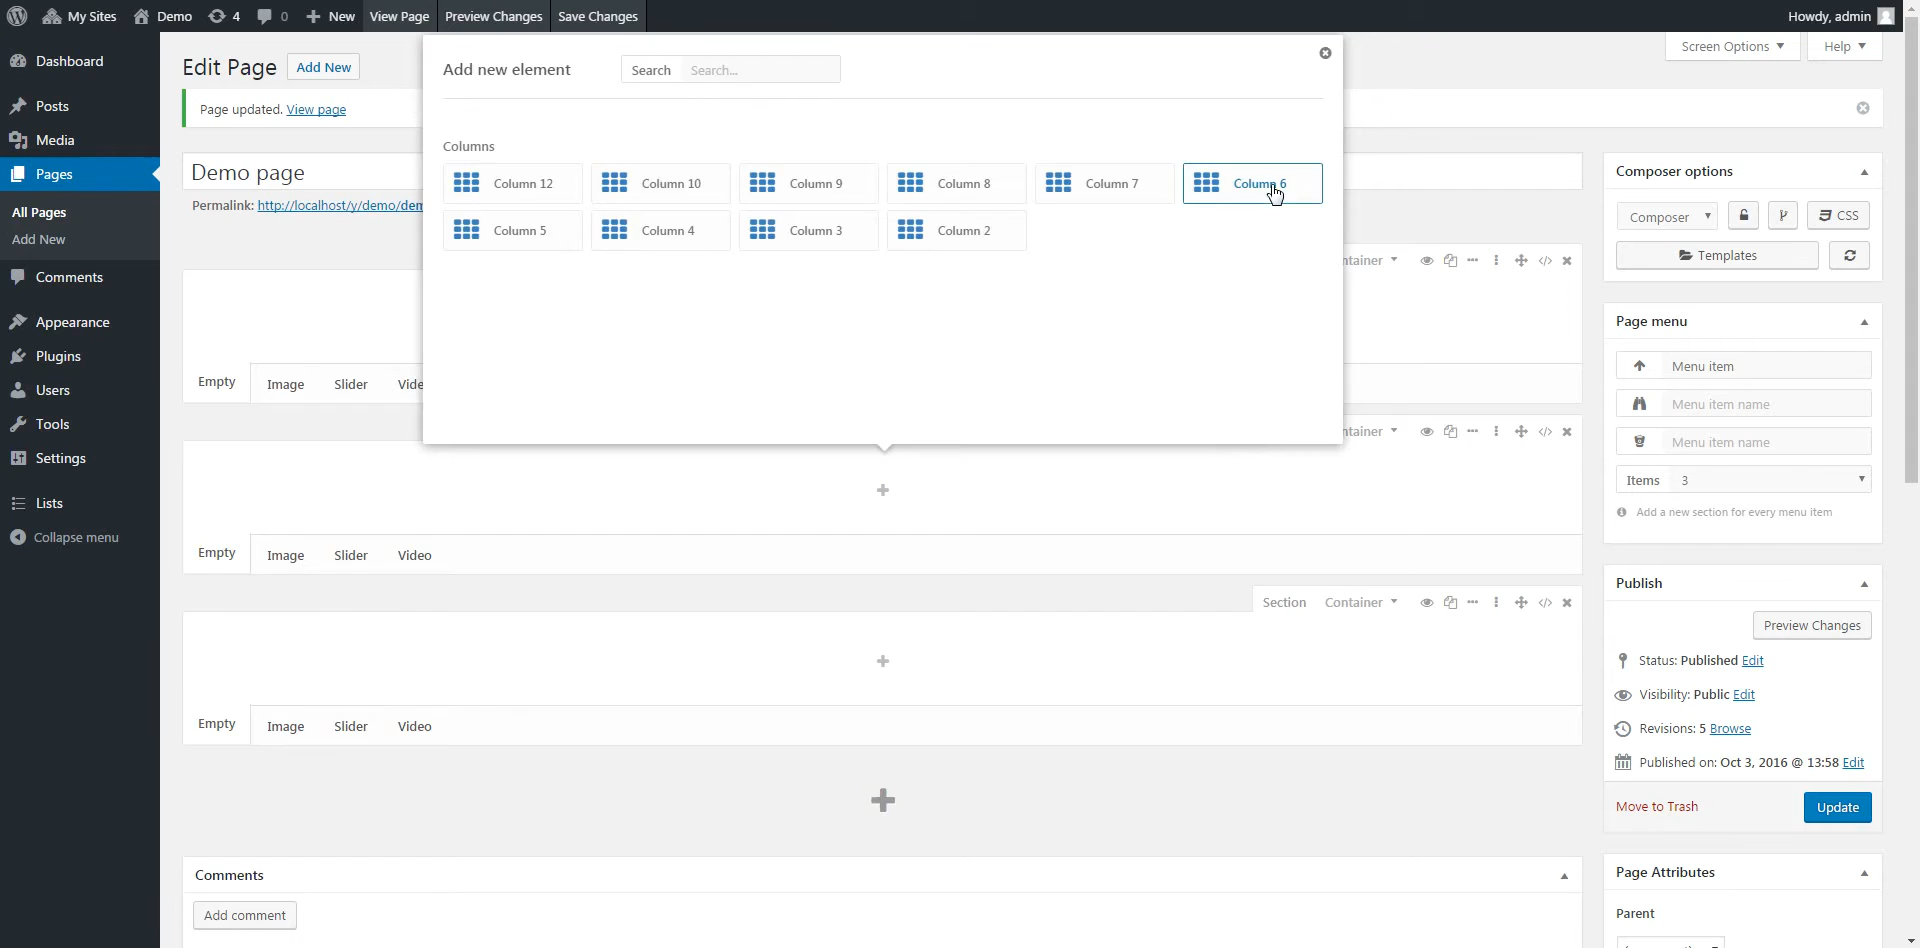 My Sites Demo 4 0 New View Page Preview Changes Save Changes Howdy, admin
Dashboard
Posts
Media
Pages
All Pages
Add New
Comments
Appearance
Plugins
Users
Tools
Settings
Lists
Collapse menu
Screen Options Help
Edit Page Add New
Page updated. View page
Demo page
Permalink: http://localhost/y/demo/dem
Add new element Search Search...
Columns
Column 12 Column 10 Column 9 Column 8 Column 7 Column 6
Column 5 Column 4 Column 3 Column 2
ntainer
Empty Image Slider Vide
ntainer
Empty Image Slider Video
Section Container
Empty Image Slider Video
Comments
Add comment
Composer options
Composer CSS
Templates
Page menu
Menu item
Menu item name
Menu item name
Items 3
Add a new section for every menu item
Publish
Preview Changes
Status: Published Edit
Visibility: Public Edit
Revisions: 5 Browse
Published on: Oct 3, 2016 @ 13:58 Edit
Move to Trash Update
Page Attributes
Parent